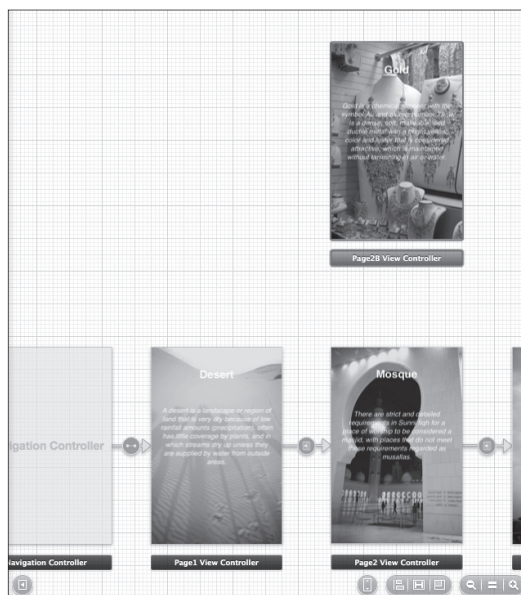 Gold
Gold is a chemical element with the
symbol Au and atomic number 79. It
is a dense, soft, malleable, and
ductile metal with a bright yellow
color and luster that is considered
attractive, which is maintained
without tarnishing in air or water.
Page2B View Controller
Desert
A desert is a landscape or region of
land that is very dry because of low
rainfall amounts (precipitation), often
has little coverage by plants, and in
which streams dry up unless they
are supplied by water from outside
areas.
Mosque
There are strict and detailed
requirements in Sunni fiqh for a
place of worship to be considered a
masjid, with places that do not meet
these requirements regarded as
musallas.
igation Controller
Navigation Controller
Page1 View Controller
Page2 View Controller